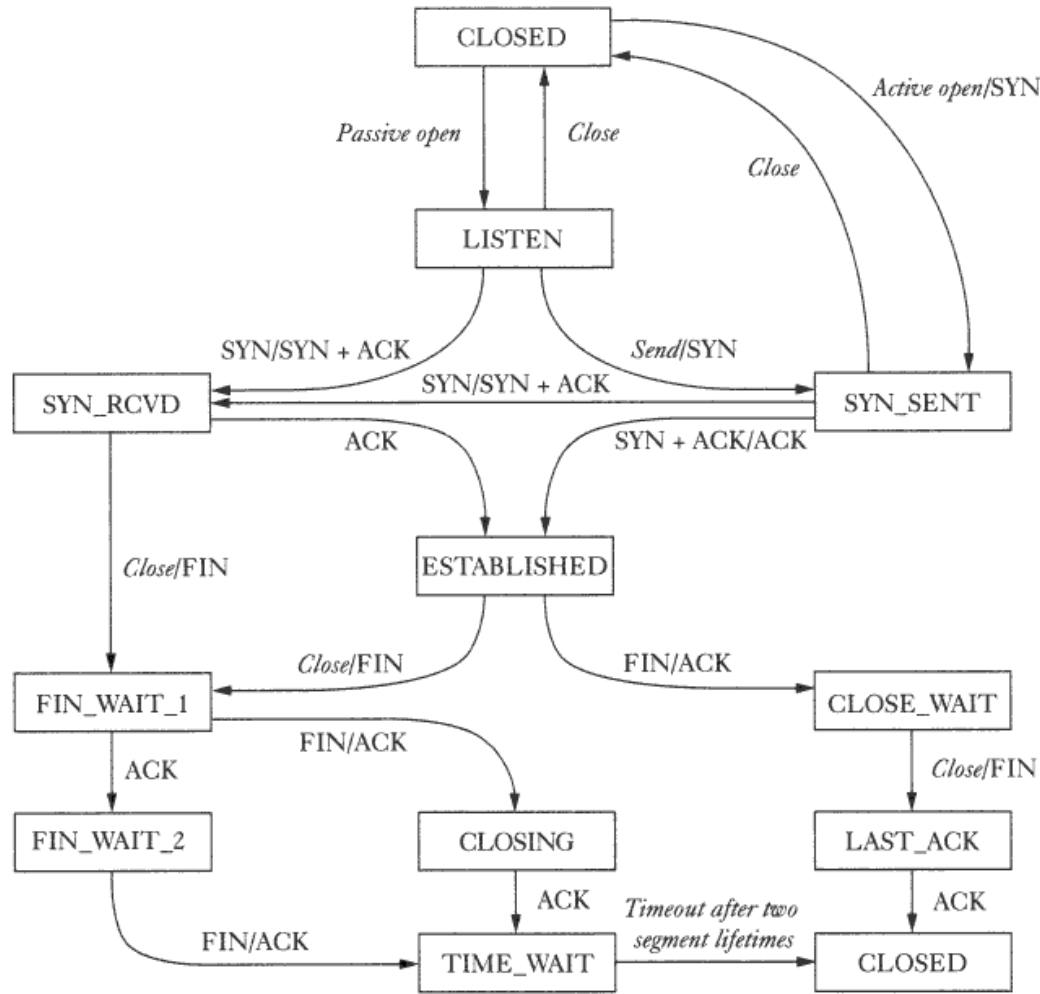 CLOSED
Active open/SYN
Passive open
Close
Close
LISTEN
SYN/SYN + ACK
Send/SYN
SYN/SYN + ACK
SYN_RCVD
SYN_SENT
ACK
SYN + ACK/ACK
Close/FIN
ESTABLISHED
Close/FIN
FIN/ACK
FIN_WAIT_1
CLOSE_WAIT
FIN/ACK
ACK
Close/FIN
FIN_WAIT_2
CLOSING
LAST_ACK
ACK
Timeout after two
segment lifetimes
ACK
FIN/ACK
TIME_WAIT
CLOSED